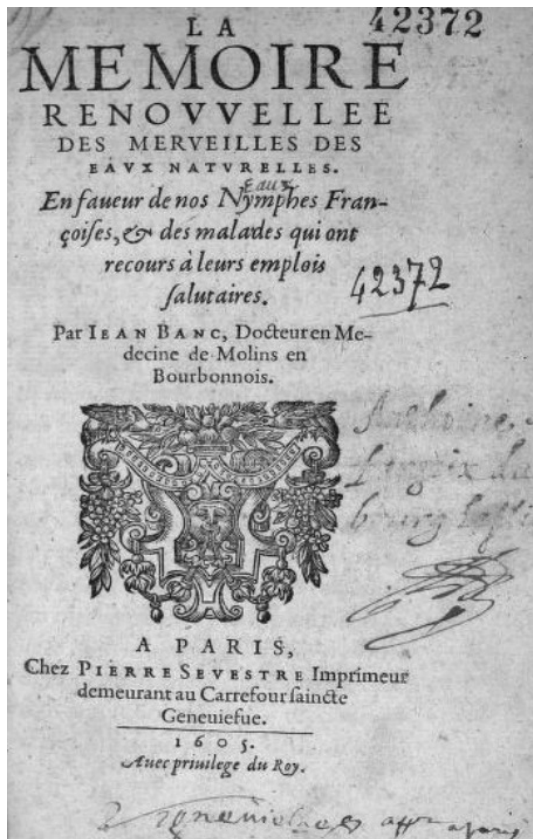 42372
LA
MEMOIRE
RENOVVELLEE
DES MERVEILLES DES
EAVX NATVRELLES.
En faueur de nos Nymphes Fran-
eaux
çoiſes, & des malades qui ont
recours à leurs emplois
ſalutaires.
42372
Par IEAN BANC, Docteur en Me-
decine de Molins en
Bourbonnois.
Anthoine
A PARIS,
Chez PIERRE SEVESTRE Imprimeur
demeurant au Carrefour ſaincte
Geneuiefue.
1605.
Auec priuilege du Roy.